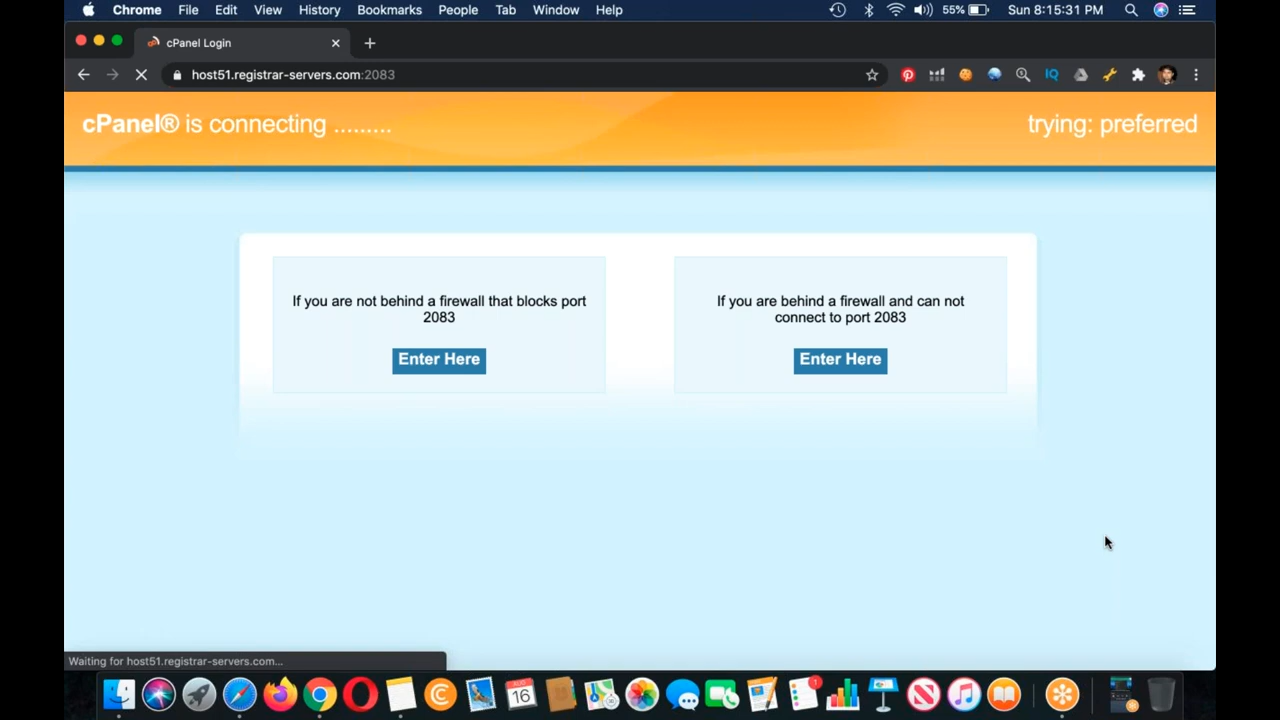 Chrome File Edit View History Bookmarks People Tab Window Help 55% Sun 8:15:31 PM
cPanel Login
host51.registrar-servers.com:2083
IQ
cPanel® is connecting ......... trying: preferred
If you are not behind a firewall that blocks port
2083
Enter Here
If you are behind a firewall and can not
connect to port 2083
Enter Here
Waiting for host51.registrar-servers.com...
16
1